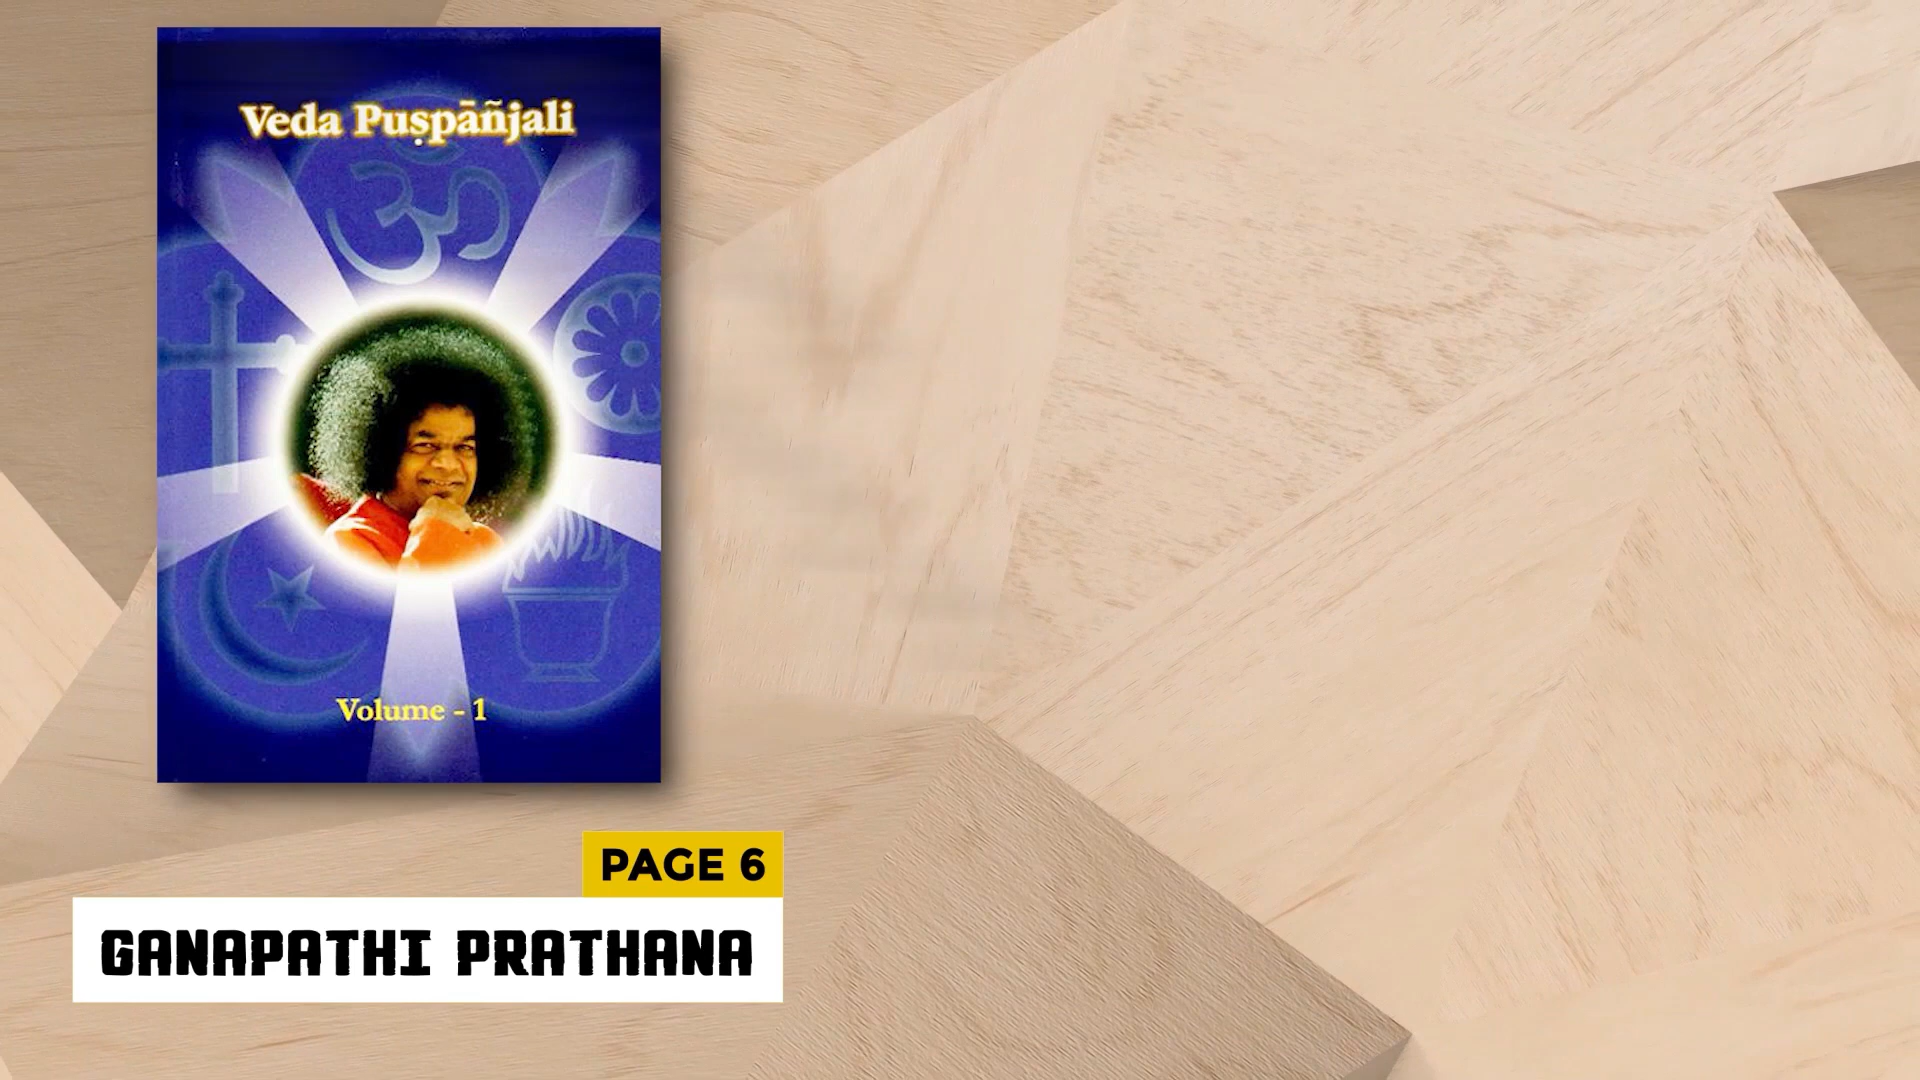 Veda Puṣpāñjali
ॐ
Volume - 1
PAGE 6
GANAPATHI PRATHANA